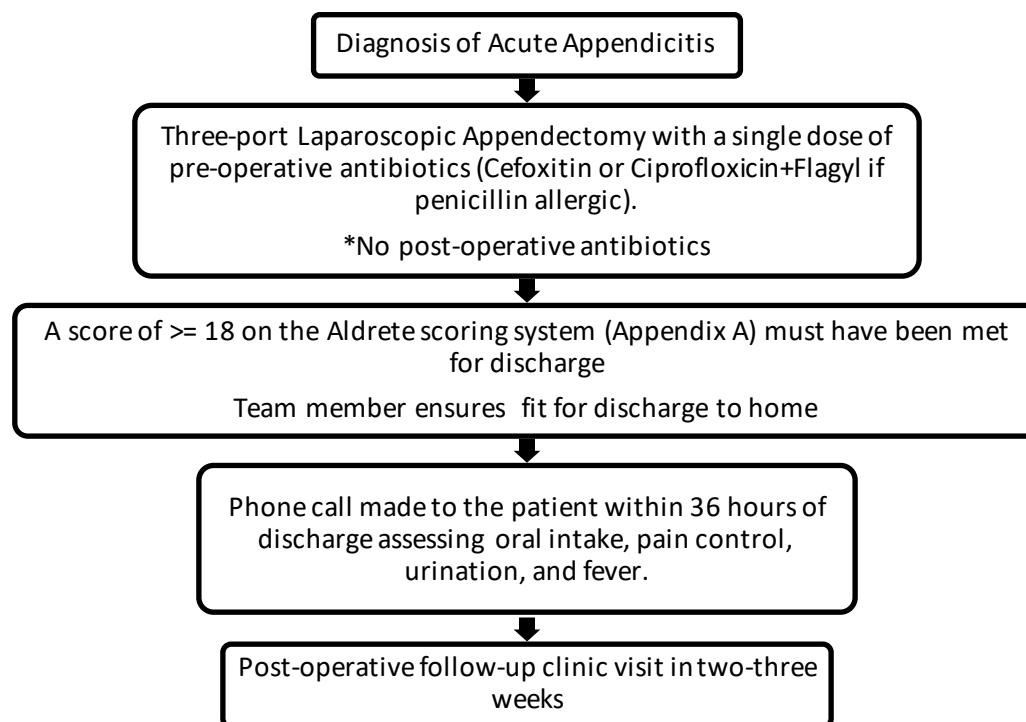 Diagnosis of Acute Appendicitis
Three-port Laparoscopic Appendectomy with a single dose of
pre-operative antibiotics (Cefoxitin or Ciprofloxicin+Flagyl if
penicillin allergic).
*No post-operative antibiotics
A score of >= 18 on the Aldrete scoring system (Appendix A) must have been met
for discharge
Team member ensures fit for discharge to home
Phone call made to the patient within 36 hours of
discharge assessing oral intake, pain control,
urination, and fever.
Post-operative follow-up clinic visit in two-three
weeks